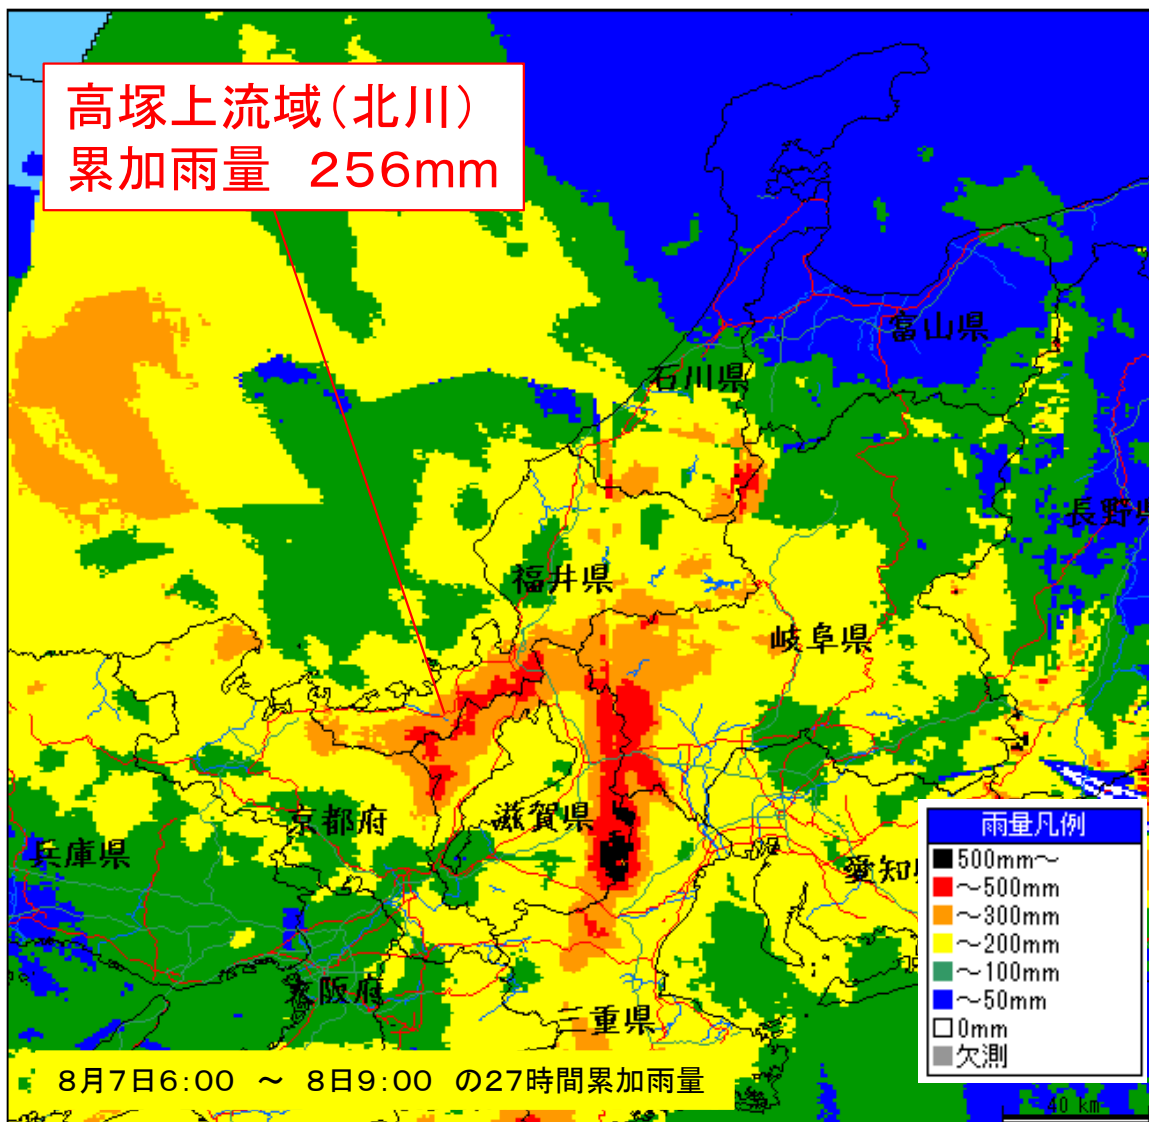 高塚上流域（北川）
累加雨量　256mm
富山県
石川県
長野県
福井県
岐阜県
京都府
滋賀県
兵庫県
愛知県
大阪府
三重県
雨量凡例
500mm～
～500mm
～300mm
～200mm
～100mm
～50mm
0mm
欠測
8月7日6:00　～　8日9:00　の27時間累加雨量
40 km